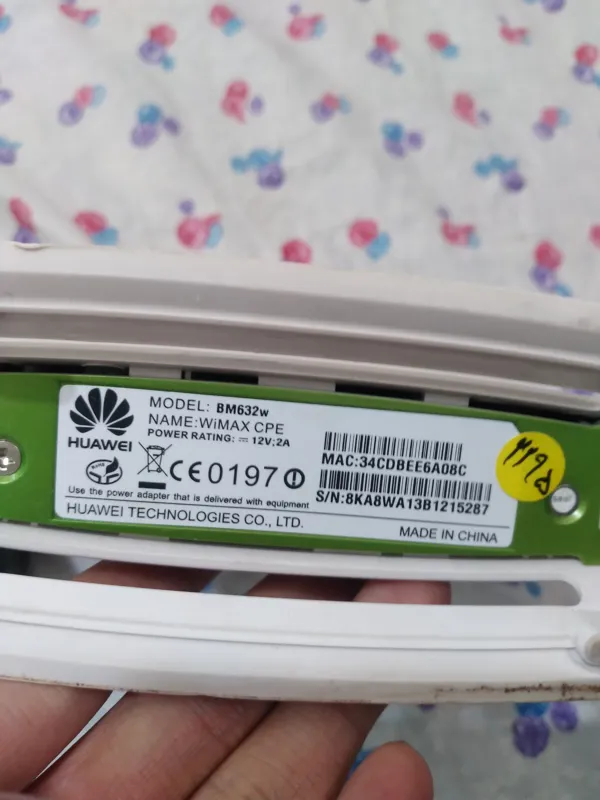 HUAWEI
MODEL: BM632w
NAME:WiMAX CPE
POWER RATING: ⎓ 12V;2A
CE0197
MAC:34CDBEE6A08C
S/N:8KA8WA13B1215287
Use the power adapter that is delivered with equipment
HUAWEI TECHNOLOGIES CO., LTD.
MADE IN CHINA